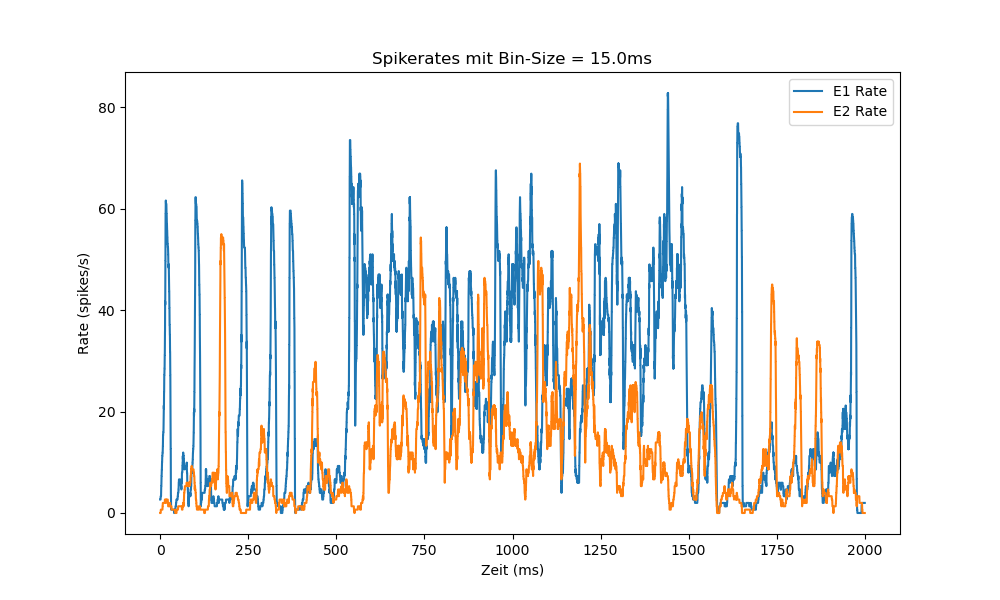 Spikerates mit Bin-Size = 15.0ms
E1 Rate
E2 Rate
Rate (spikes/s)
80
60
40
20
0
0 250 500 750 1000 1250 1500 1750 2000
Zeit (ms)